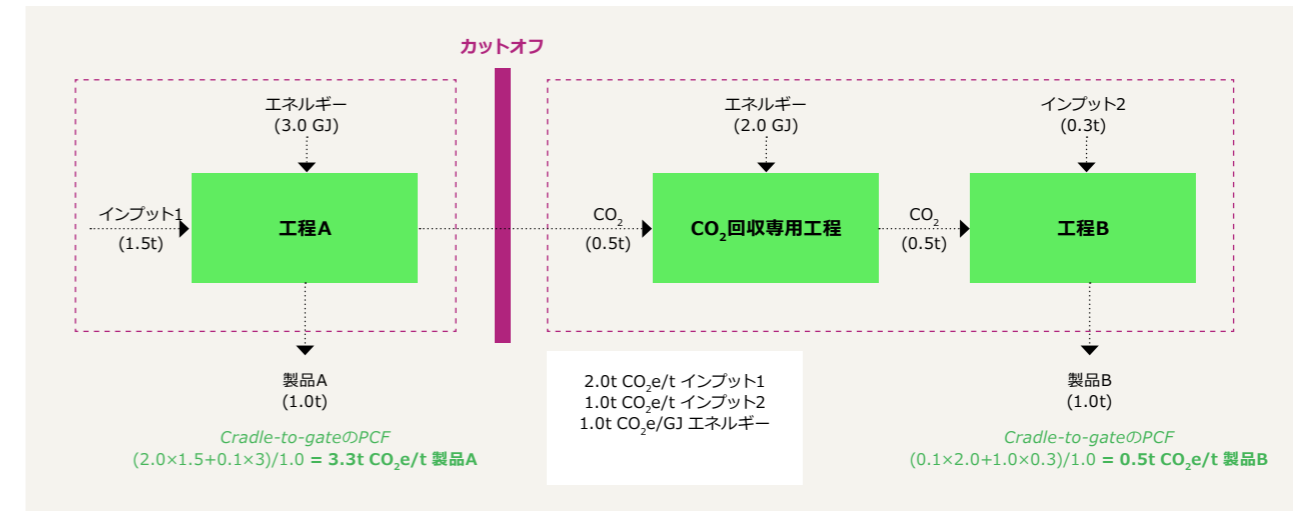 カットオフ
エネルギー
(3.0 GJ)
エネルギー
(2.0 GJ)
インプット2
(0.3t)
インプット1
(1.5t)
工程A
CO₂
(0.5t)
CO₂回収専用工程
CO₂
(0.5t)
工程B
製品A
(1.0t)
Cradle-to-gateのPCF
(2.0×1.5+0.1×3)/1.0 = 3.3t CO₂e/t 製品A
2.0t CO₂e/t インプット1
1.0t CO₂e/t インプット2
1.0t CO₂e/GJ エネルギー
製品B
(1.0t)
Cradle-to-gateのPCF
(0.1×2.0+1.0×0.3)/1.0 = 0.5t CO₂e/t 製品B